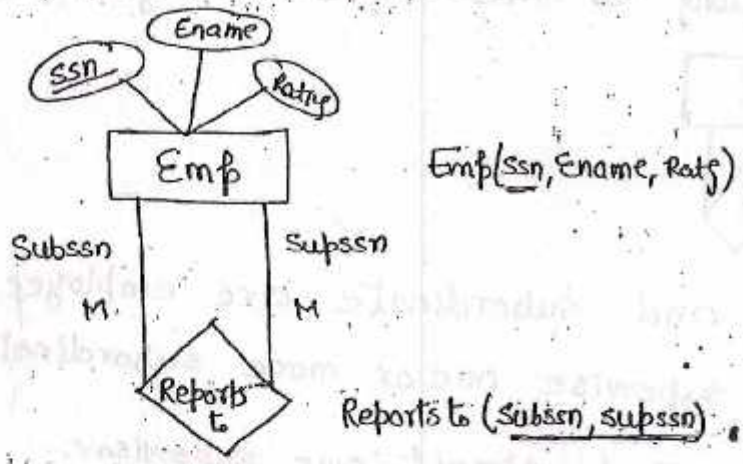 Ename
ssn
Ratg
Emp
Emp(ssn, Ename, Ratg)
Subssn
Supssn
M
M
Reports
to
Reports to (Subssn, supssn)